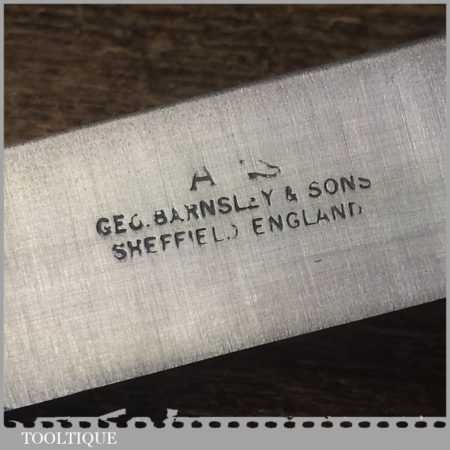 GEO. BARNSLEY & SONS
SHEFFIELD ENGLAND
TOOLTIQUE